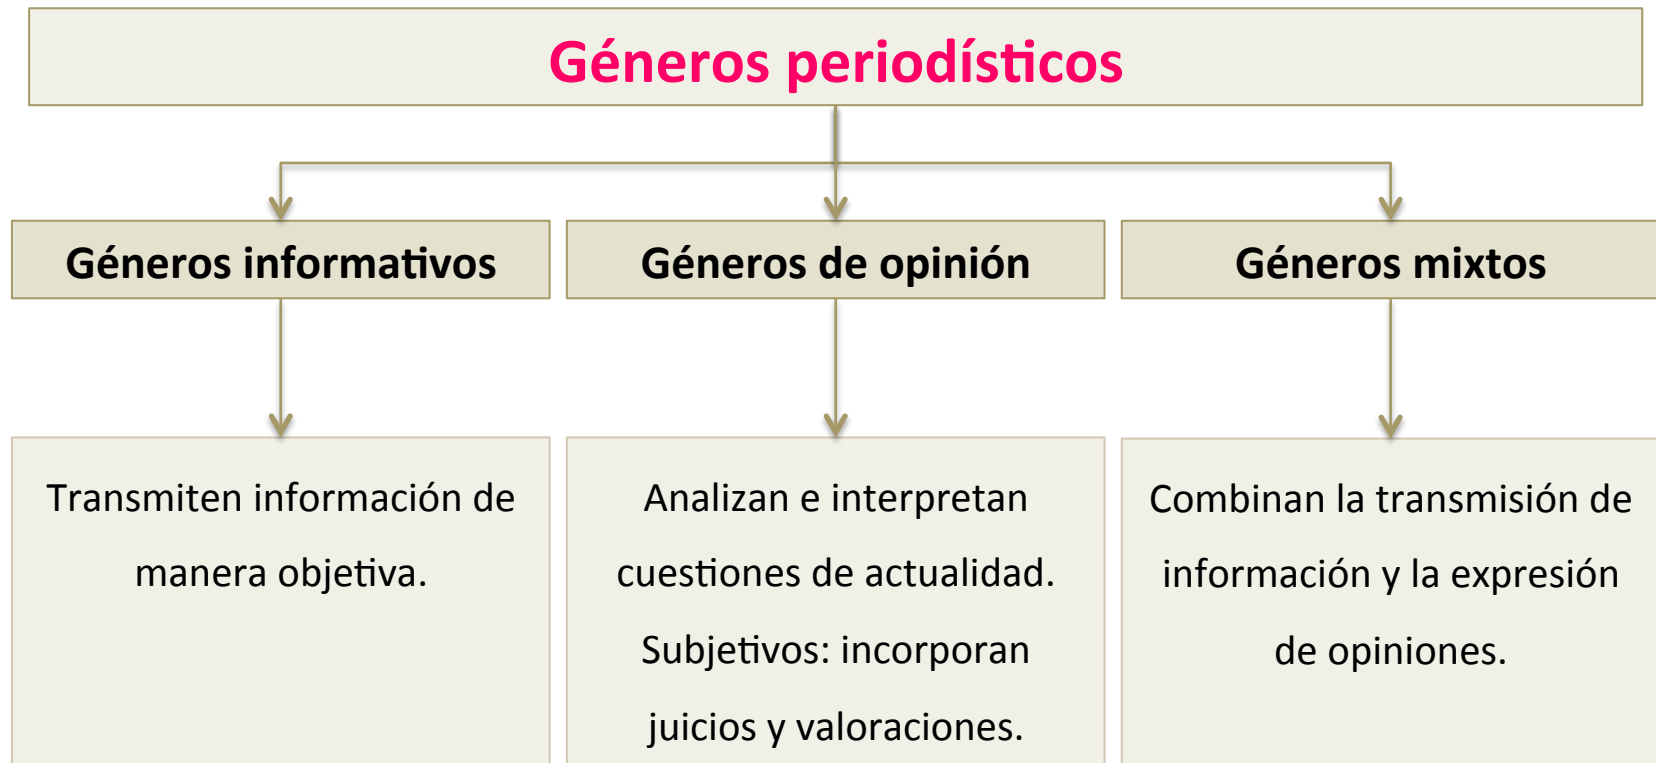 Géneros periodísticos
Géneros informativos
Géneros de opinión
Géneros mixtos
Transmiten información de
manera objetiva.
Analizan e interpretan
cuestiones de actualidad.
Subjetivos: incorporan
juicios y valoraciones.
Combinan la transmisión de
información y la expresión
de opiniones.